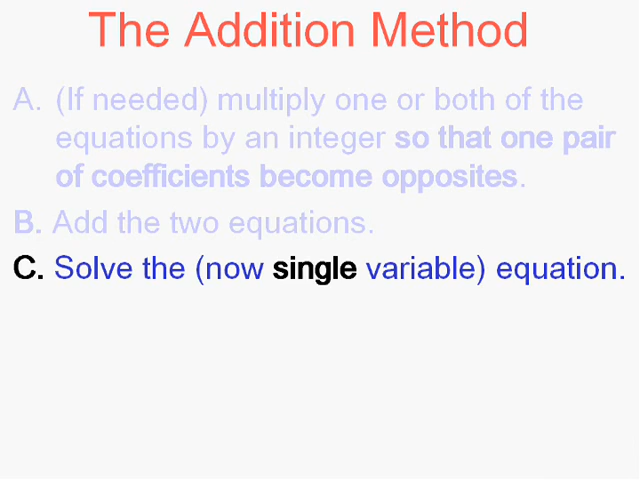 The Addition Method
A. (If needed) multiply one or both of the
equations by an integer so that one pair
of coefficients become opposites.
B. Add the two equations.
C. Solve the (now single variable) equation.